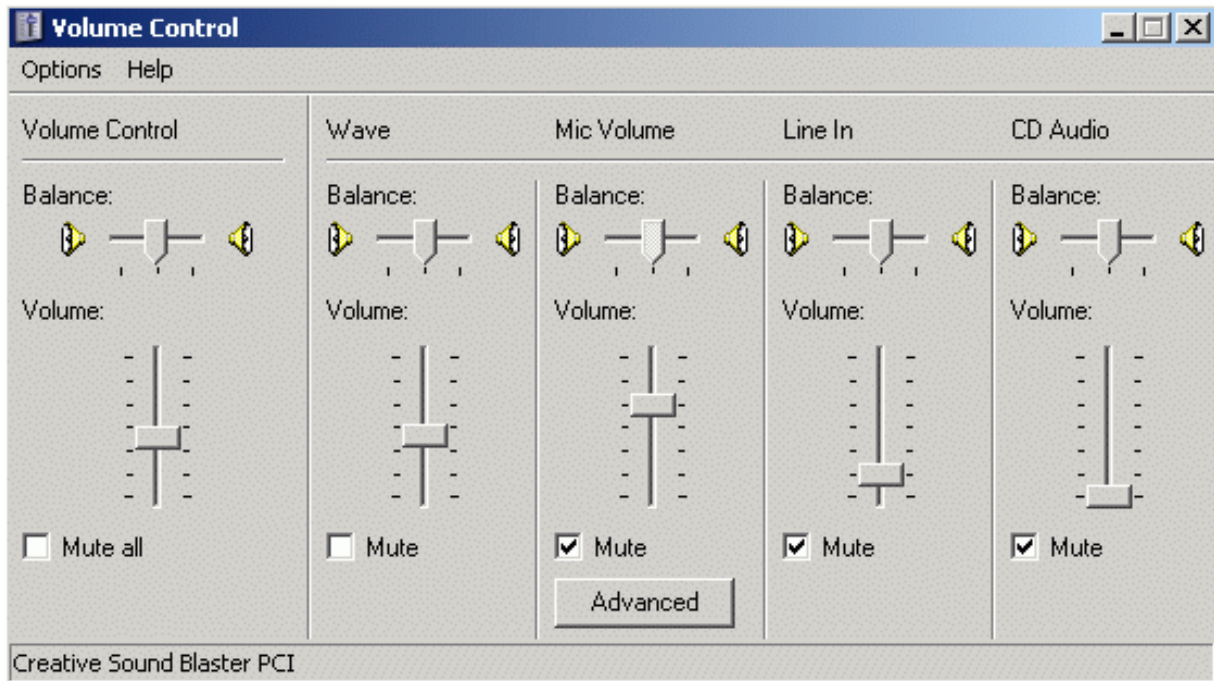 Volume Control
Options Help
Volume Control Wave Mic Volume Line In CD Audio
Balance: Balance: Balance: Balance: Balance:
Volume: Volume: Volume: Volume: Volume:
Mute all Mute Mute Mute Mute
Advanced
Creative Sound Blaster PCI